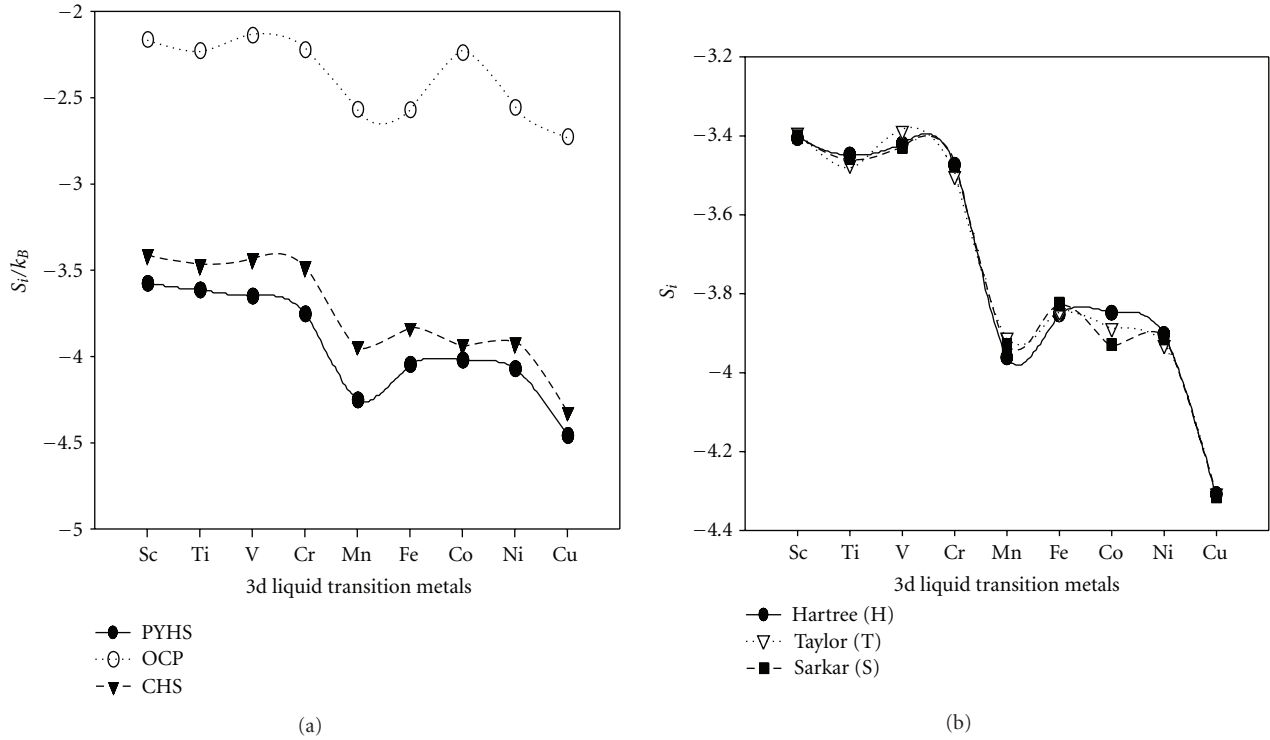 −2
−2.5
−3
−3.5
−4
−4.5
−5
S_i/k_B
Sc Ti V Cr Mn Fe Co Ni Cu
3d liquid transition metals
PYHS
OCP
CHS
(a)
−3.2
−3.4
−3.6
−3.8
−4
−4.2
−4.4
S_i
Sc Ti V Cr Mn Fe Co Ni Cu
3d liquid transition metals
Hartree (H)
Taylor (T)
Sarkar (S)
(b)